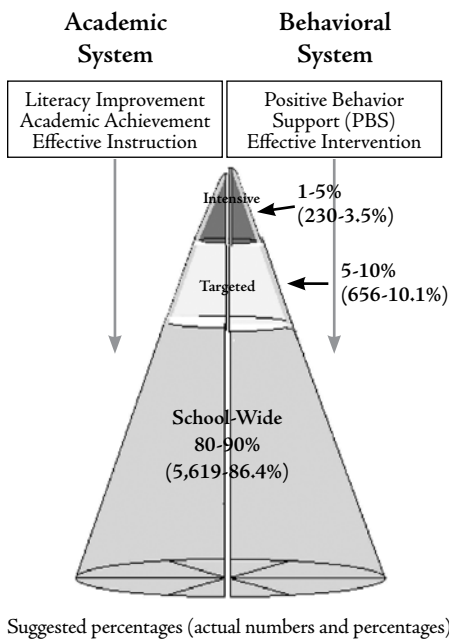 Academic
System
Behavioral
System
Literacy Improvement
Academic Achievement
Effective Instruction
Positive Behavior
Support (PBS)
Effective Intervention
Intensive
1-5%
(230-3.5%)
Targeted
5-10%
(656-10.1%)
School-Wide
80-90%
(5,619-86.4%)
Suggested percentages (actual numbers and percentages)